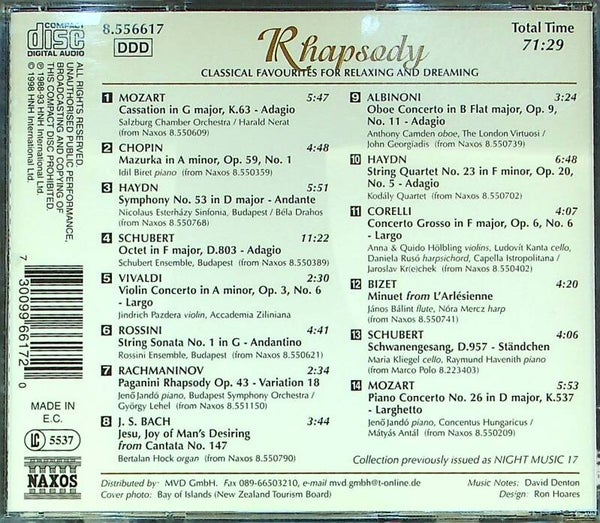 COMPACT
disc
DIGITAL AUDIO
8.556617
DDD
Rhapsody
CLASSICAL FAVOURITES FOR RELAXING AND DREAMING
Total Time
71:29
ALL RIGHTS RESERVED.
UNAUTHORISED PUBLIC PERFORMANCE,
BROADCASTING AND COPYING OF
THIS COMPACT DISC PROHIBITED.
℗ 1988-93 HNH International Ltd.
© 1998 HNH International Ltd.
7 30099 66172 0
MADE IN
E.C.
LC 5537
NAXOS
1 MOZART 5:47
Cassation in G major, K.63 - Adagio
Salzburg Chamber Orchestra / Harald Nerat
(from Naxos 8.550609)
2 CHOPIN 4:48
Mazurka in A minor, Op. 59, No. 1
Idil Biret piano (from Naxos 8.550359)
3 HAYDN 5:51
Symphony No. 53 in D major - Andante
Nicolaus Esterházy Sinfonia, Budapest / Béla Drahos
(from Naxos 8.550768)
4 SCHUBERT 11:22
Octet in F major, D.803 - Adagio
Schubert Ensemble, Budapest (from Naxos 8.550389)
5 VIVALDI 2:30
Violin Concerto in A minor, Op. 3, No. 6
- Largo
Jindrich Pazdera violin, Accademia Ziliniana
6 ROSSINI 4:41
String Sonata No. 1 in G - Andantino
Rossini Ensemble, Budapest (from Naxos 8.550621)
7 RACHMANINOV 2:34
Paganini Rhapsody Op. 43 - Variation 18
Jenő Jandó piano, Budapest Symphony Orchestra /
György Lehel (from Naxos 8.551150)
8 J. S. BACH 3:44
Jesu, Joy of Man's Desiring
from Cantata No. 147
Bertalan Hock organ (from Naxos 8.550790)
9 ALBINONI 3:24
Oboe Concerto in B Flat major, Op. 9,
No. 11 - Adagio
Anthony Camden oboe, The London Virtuosi /
John Georgiadis (from Naxos 8.550739)
10 HAYDN 6:48
String Quartet No. 23 in F minor, Op. 20,
No. 5 - Adagio
Kodály Quartet (from Naxos 8.550702)
11 CORELLI 4:07
Concerto Grosso in F major, Op. 6, No. 6
- Largo
Anna & Quido Hölbling violins, Ludovít Kanta cello,
Daniela Rusó harpsichord, Capella Istropolitana /
Jaroslav Krieichek (from Naxos 8.550402)
12 BIZET 4:20
Minuet from L'Arlésienne
János Bálint flute, Nóra Mercz harp
(from Naxos 8.550741)
13 SCHUBERT 4:06
Schwanengesang, D.957 - Ständchen
Maria Kliegel cello, Raymund Havenith piano
(from Marco Polo 8.223403)
14 MOZART 5:53
Piano Concerto No. 26 in D major, K.537
- Larghetto
Jenő Jandó piano, Concentus Hungaricus /
Mátyás Antál (from Naxos 8.550209)
Collection previously issued as NIGHT MUSIC 17
Distributed by: MVD GmbH. Fax 089-66503210, e-mail mvd.gmbh@t-online.de
Cover photo: Bay of Islands (New Zealand Tourism Board)
Music Notes: David Denton
Design: Ron Hoares